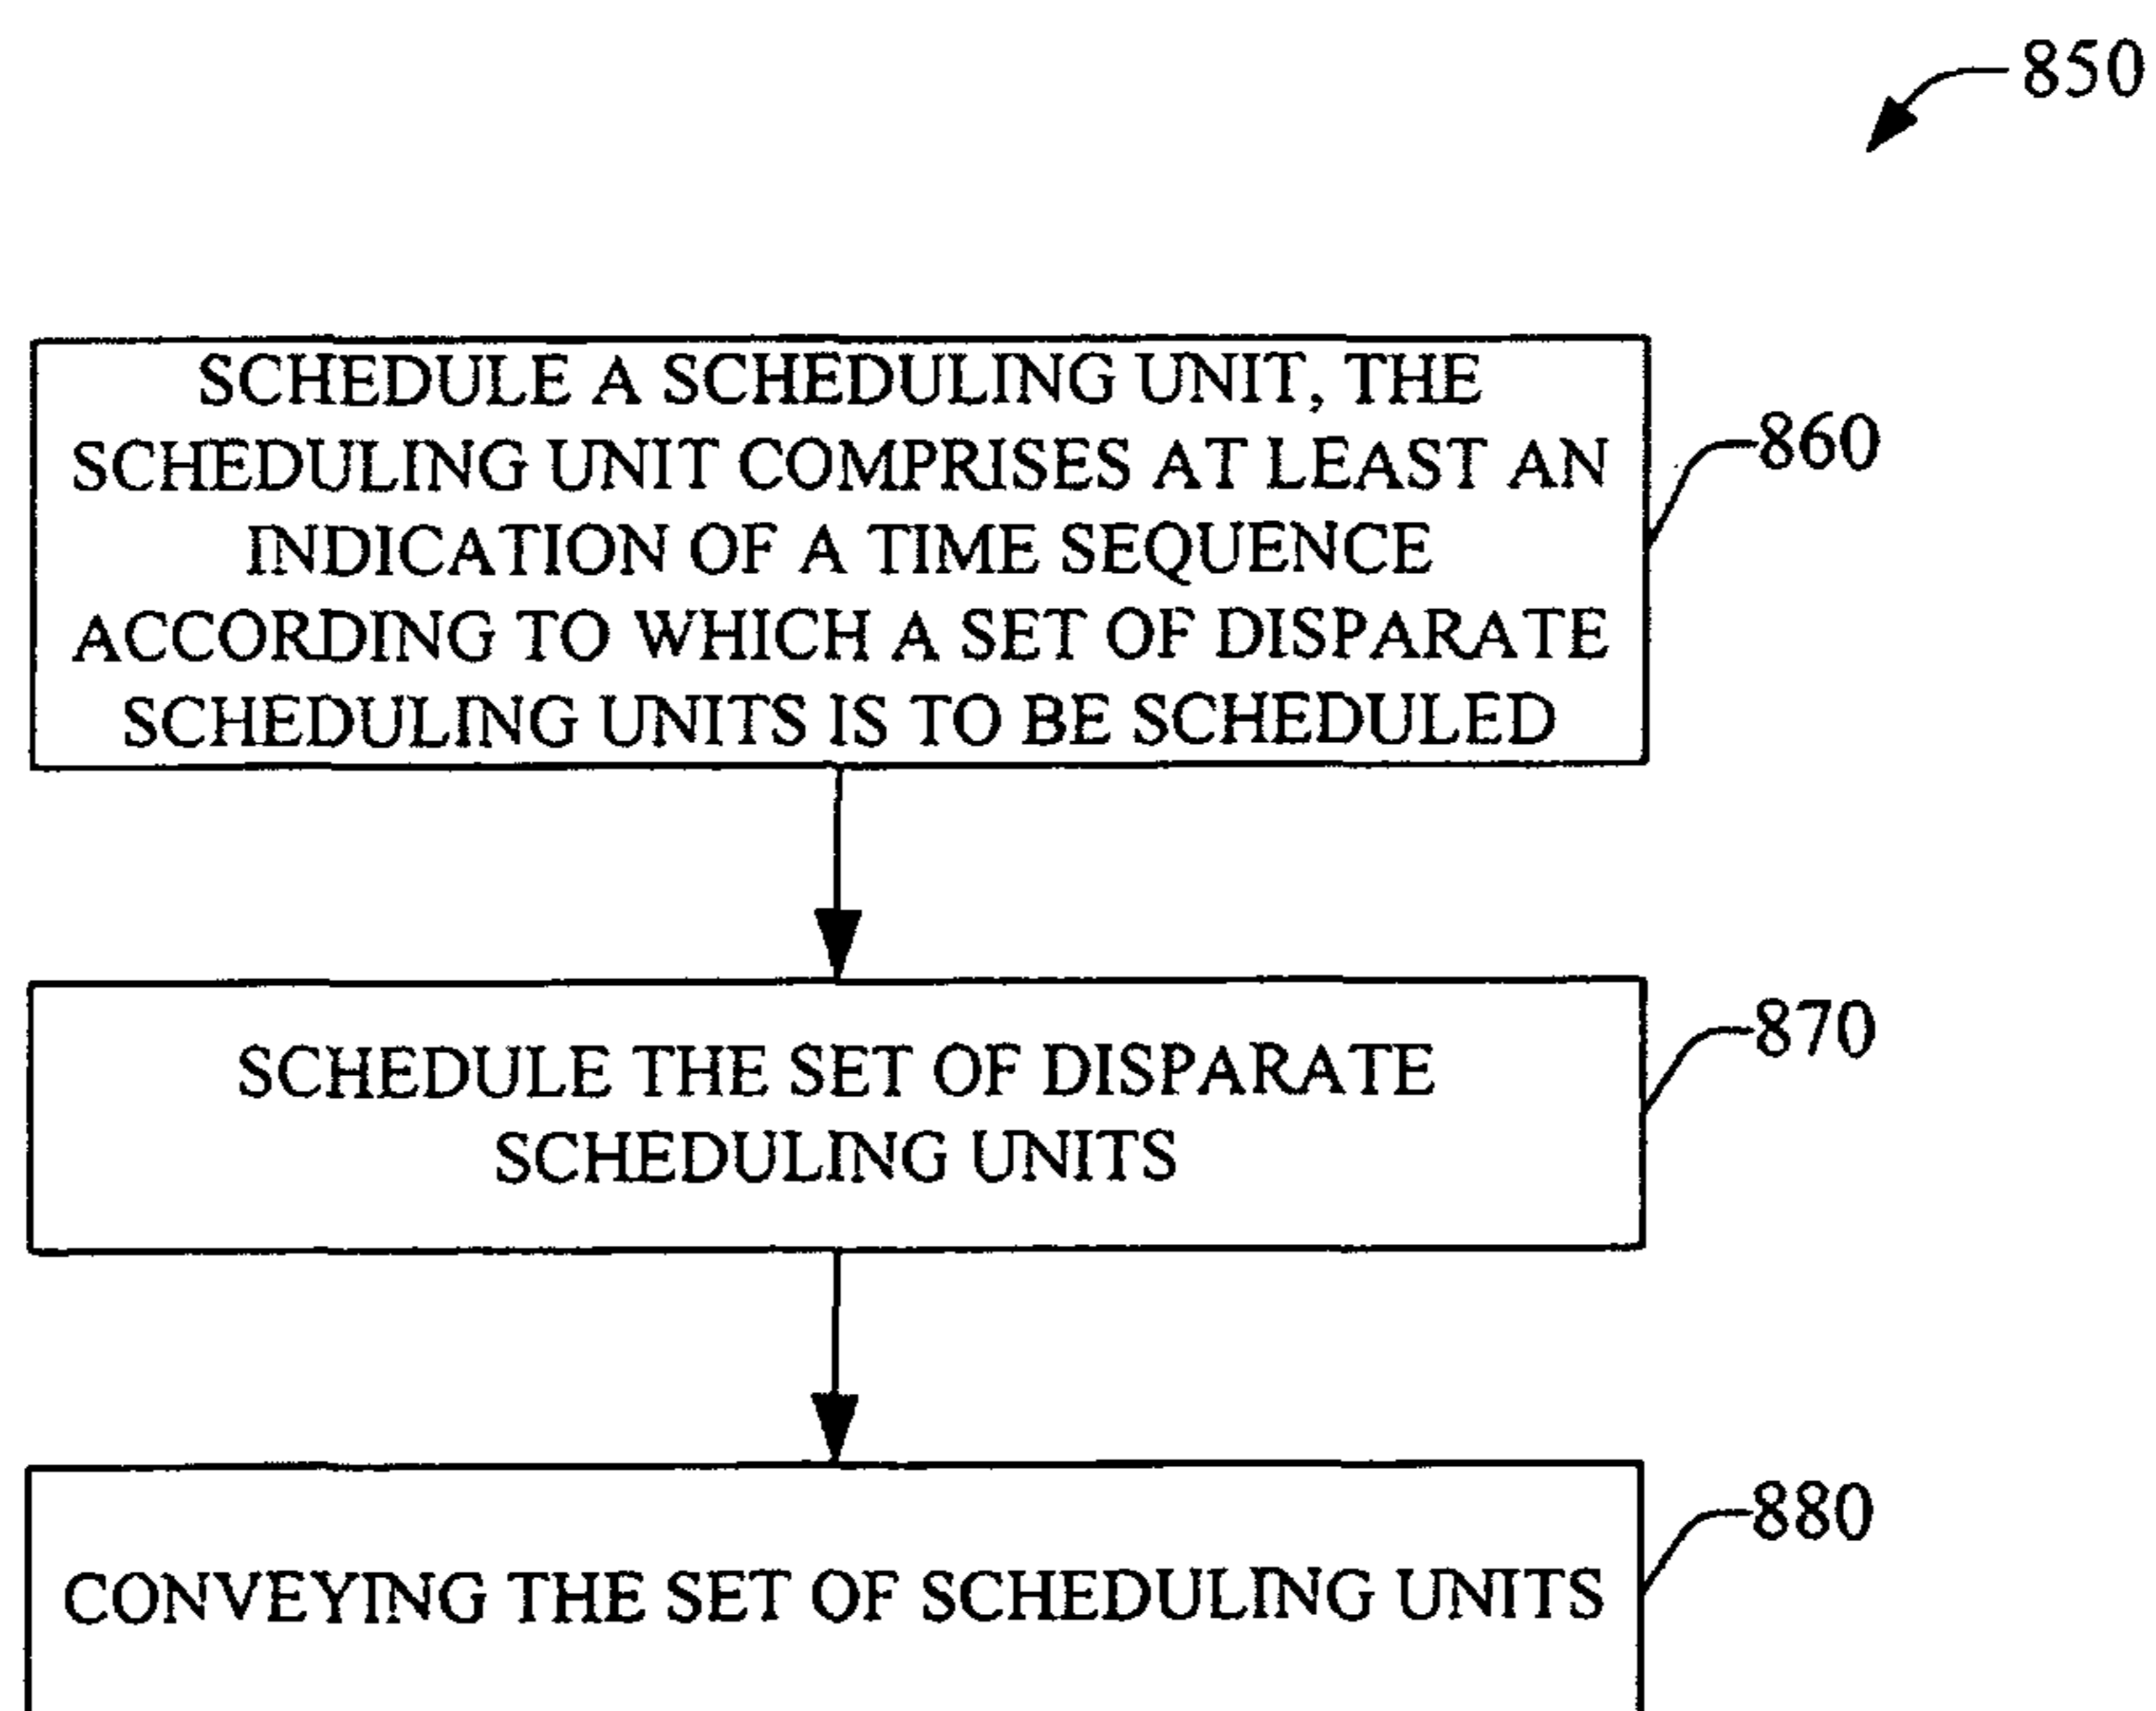 850
SCHEDULE A SCHEDULING UNIT, THE
SCHEDULING UNIT COMPRISES AT LEAST AN
INDICATION OF A TIME SEQUENCE
ACCORDING TO WHICH A SET OF DISPARATE
SCHEDULING UNITS IS TO BE SCHEDULED
860
SCHEDULE THE SET OF DISPARATE
SCHEDULING UNITS
870
CONVEYING THE SET OF SCHEDULING UNITS
880